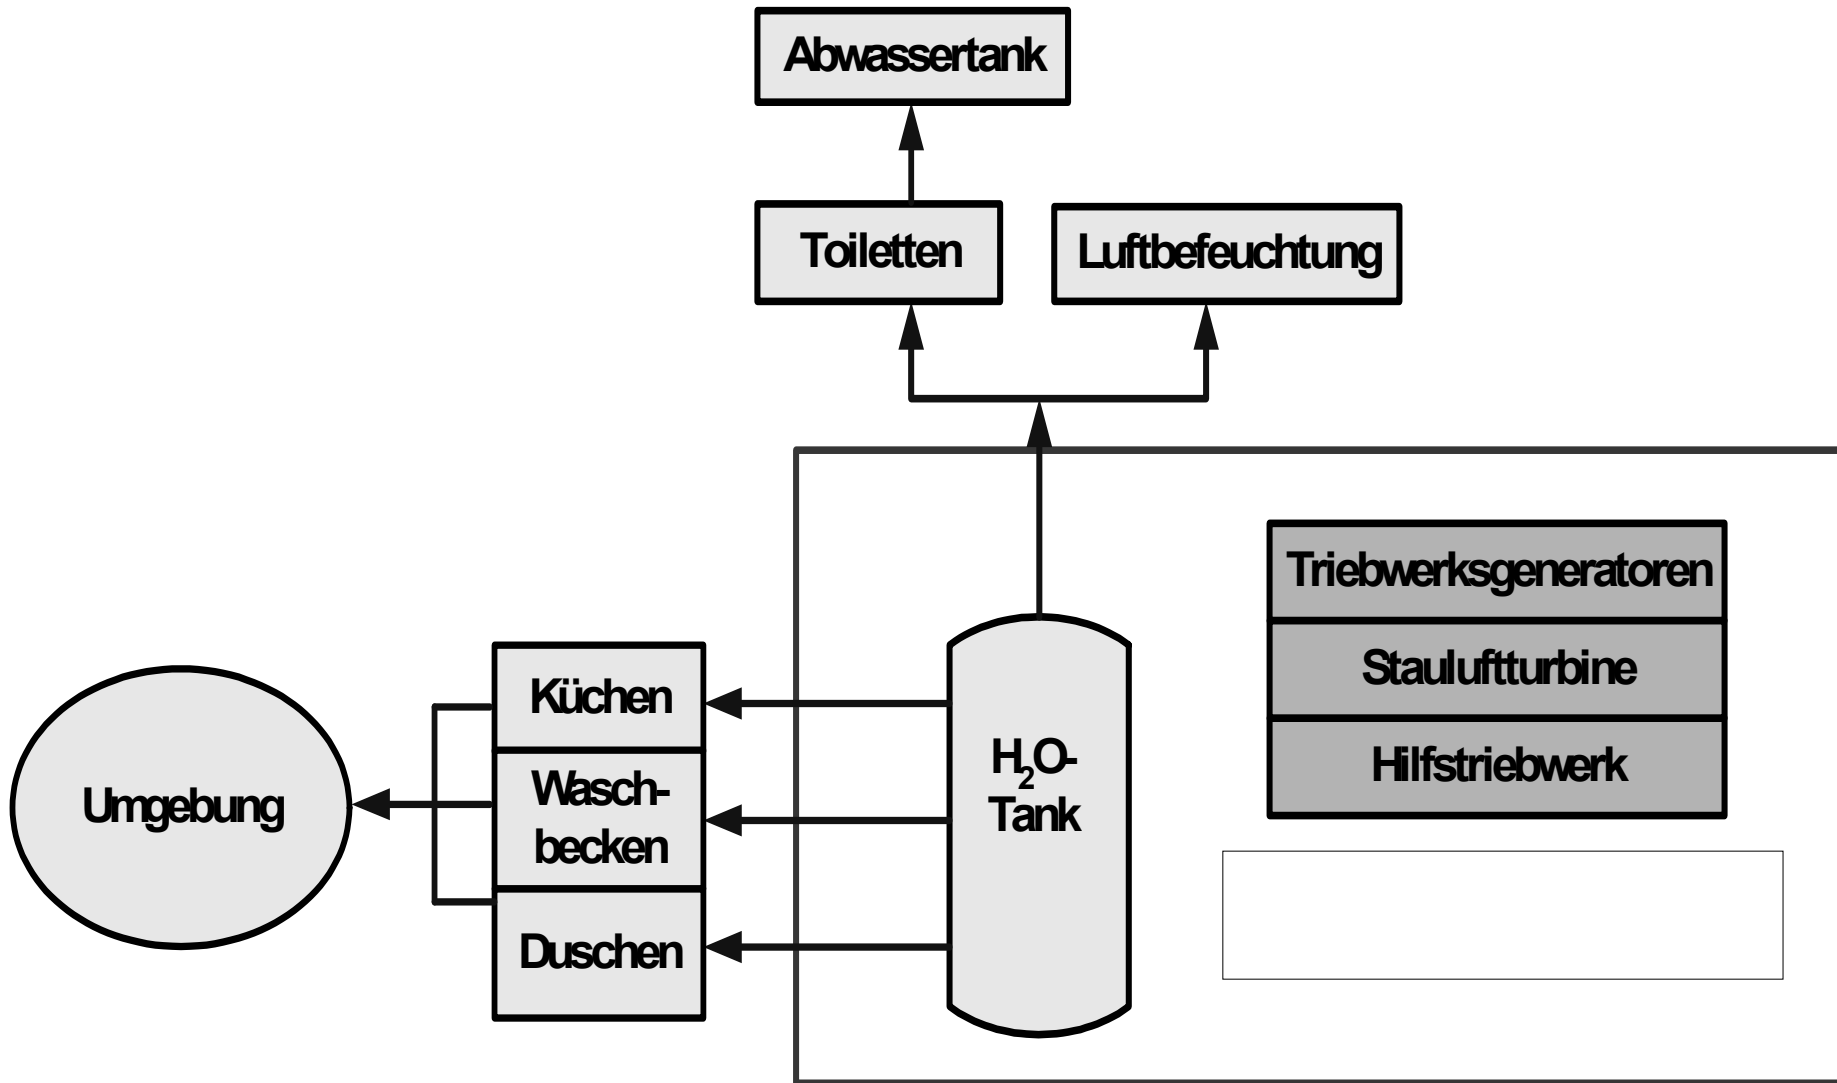 Abwassertank
Toiletten
Luftbefeuchtung
Triebwerksgeneratoren
Stauluftturbine
Hilfstriebwerk
Küchen
Wasch-
becken
Duschen
H₂O-
Tank
Umgebung